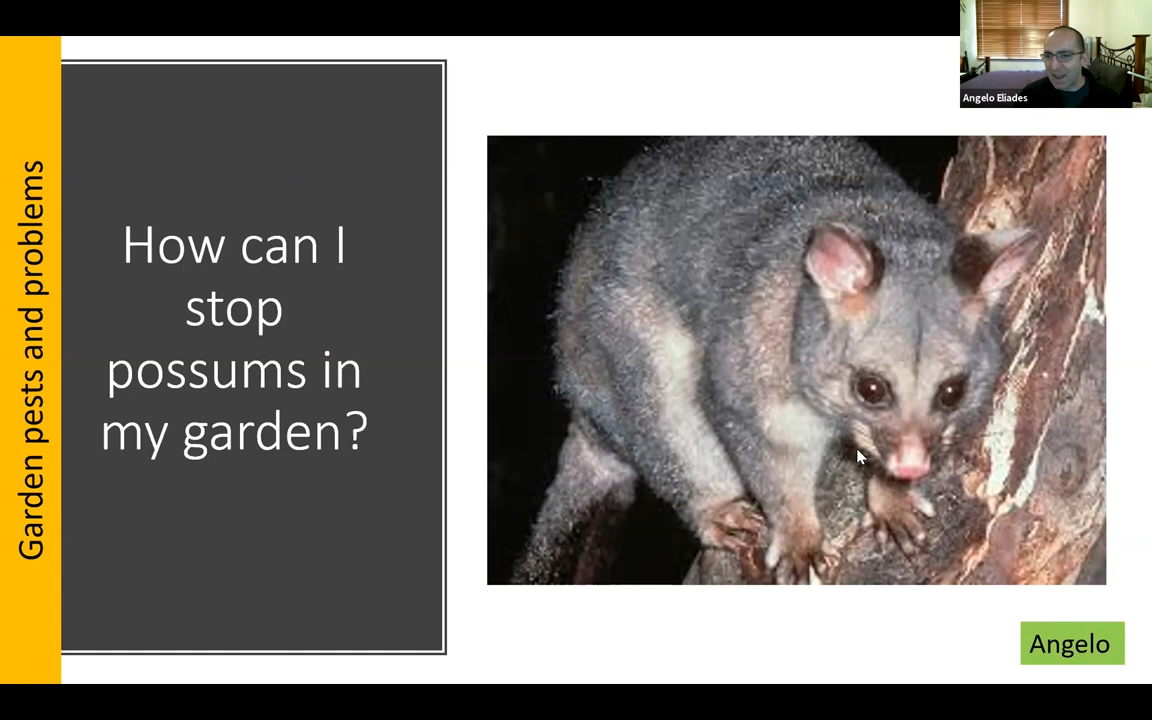 Garden pests and problems
How can I
stop
possums in
my garden?
Angelo Eliades
Angelo